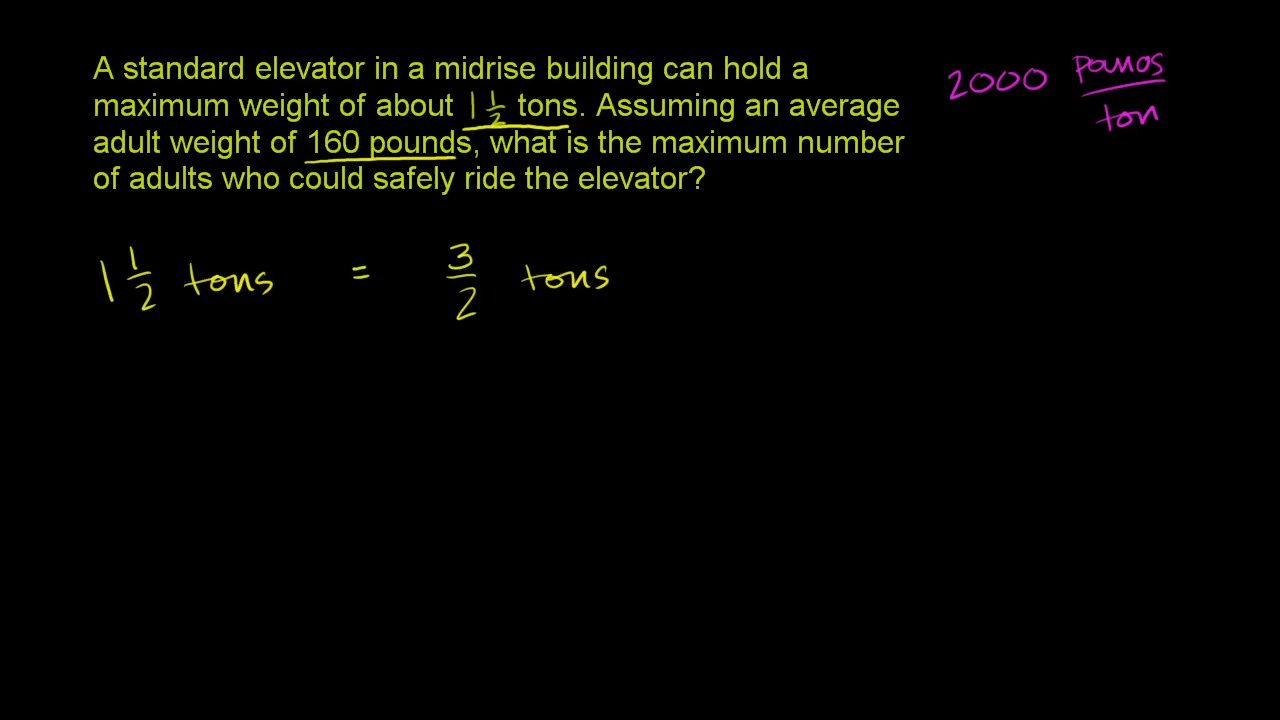 A standard elevator in a midrise building can hold a
maximum weight of about 1 1/2 tons. Assuming an average
adult weight of 160 pounds, what is the maximum number
of adults who could safely ride the elevator?
2000 pounds/ton
1 1/2 tons = 3/2 tons